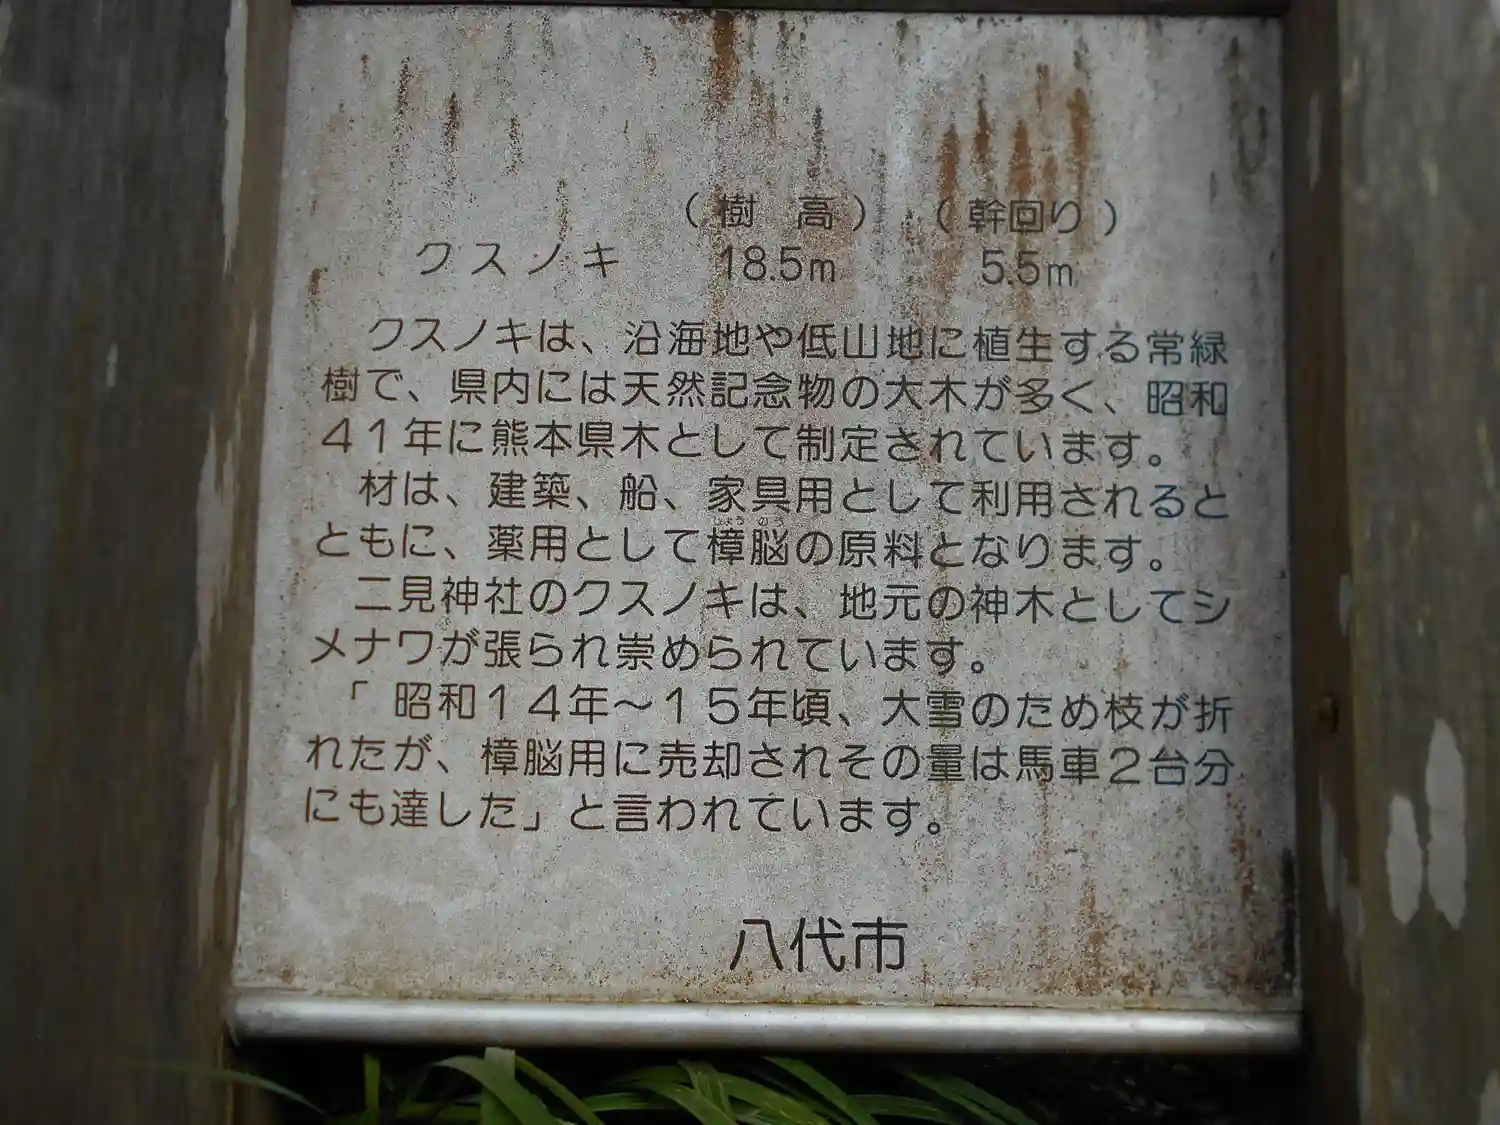 （樹　高）　（幹回り）
クスノキ　18.5m　5.5m
クスノキは、沿海地や低山地に植生する常緑
樹で、県内には天然記念物の大木が多く、昭和
４１年に熊本県木として制定されています。
材は、建築、船、家具用として利用されると
しょうのう
ともに、薬用として樟脳の原料となります。
二見神社のクスノキは、地元の神木としてシ
メナワが張られ崇められています。
「昭和１４年～１５年頃、大雪のため枝が折
れたが、樟脳用に売却されその量は馬車２台分
にも達した」と言われています。
八代市